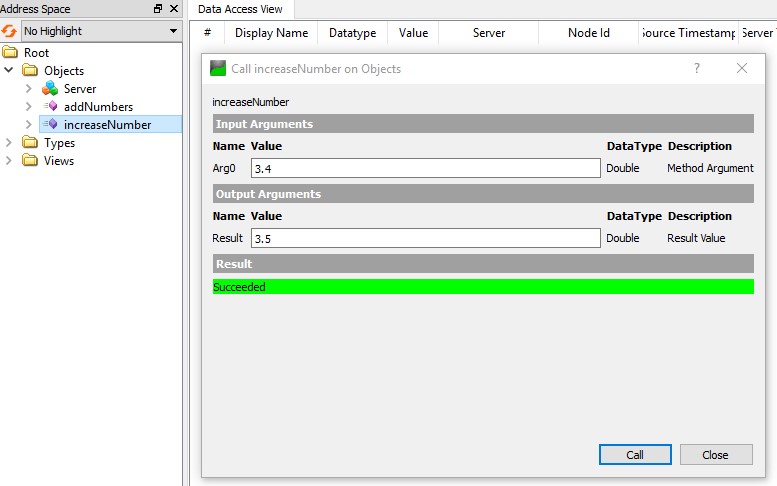 Address Space
No Highlight
Root
Objects
Server
addNumbers
increaseNumber
Types
Views
Data Access View
# Display Name Datatype Value Server Node Id Source Timestamp Server
Call increaseNumber on Objects ?
increaseNumber
Input Arguments
Name Value DataType Description
Arg0 3.4 Double Method Argument
Output Arguments
Name Value DataType Description
Result 3.5 Double Result Value
Result
Succeeded
Call Close